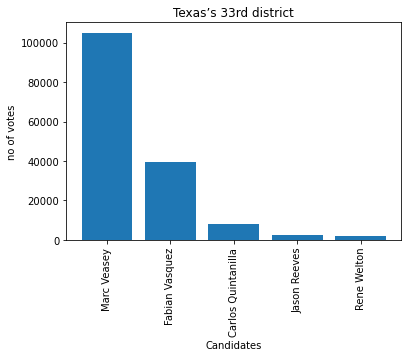 Texas’s 33rd district
no of votes
100000
80000
60000
40000
20000
0
Marc Veasey
Fabian Vasquez
Carlos Quintanilla
Jason Reeves
Rene Welton
Candidates